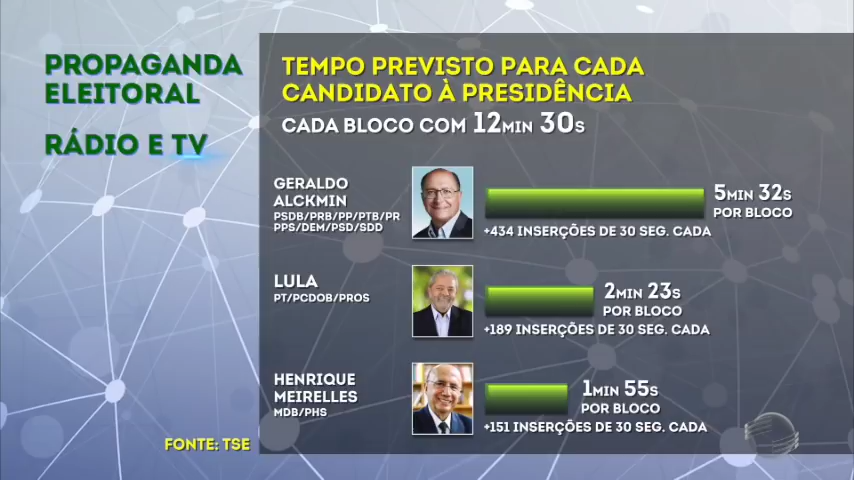 PROPAGANDA
ELEITORAL
RÁDIO E TV
TEMPO PREVISTO PARA CADA
CANDIDATO À PRESIDÊNCIA
CADA BLOCO COM 12MIN 30S
GERALDO
ALCKMIN
PSDB/PRB/PP/PTB/PR
PPS/DEM/PSD/SDD
5MIN 32S
POR BLOCO
+434 INSERÇÕES DE 30 SEG. CADA
LULA
PT/PCDOB/PROS
2MIN 23S
POR BLOCO
+189 INSERÇÕES DE 30 SEG. CADA
HENRIQUE
MEIRELLES
MDB/PHS
1MIN 55S
POR BLOCO
+151 INSERÇÕES DE 30 SEG. CADA
FONTE: TSE